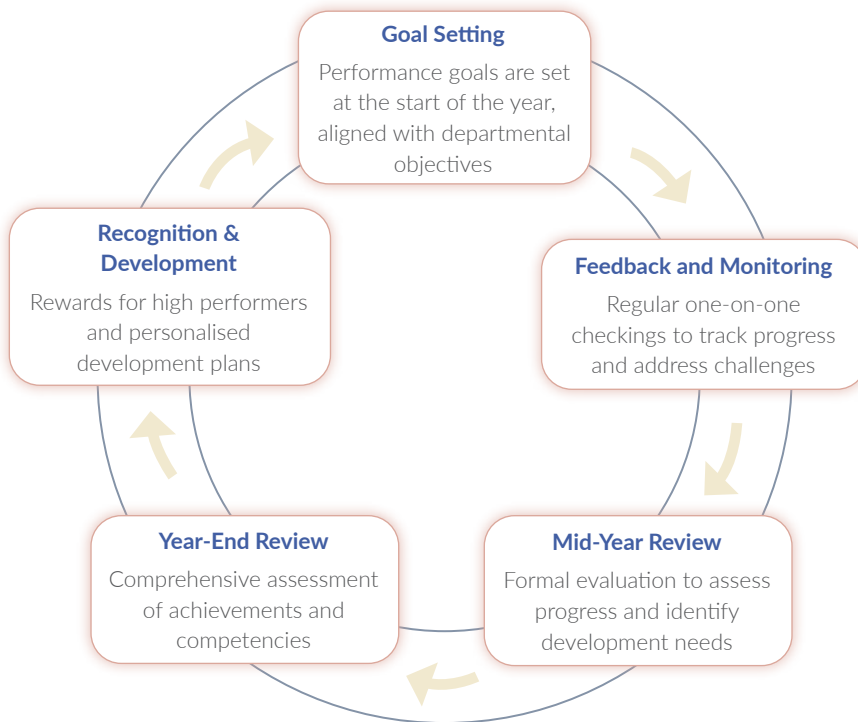 Goal Setting
Performance goals are set
at the start of the year,
aligned with departmental
objectives
Feedback and Monitoring
Regular one-on-one
checkings to track progress
and address challenges
Mid-Year Review
Formal evaluation to assess
progress and identify
development needs
Year-End Review
Comprehensive assessment
of achievements and
competencies
Recognition &
Development
Rewards for high performers
and personalised
development plans